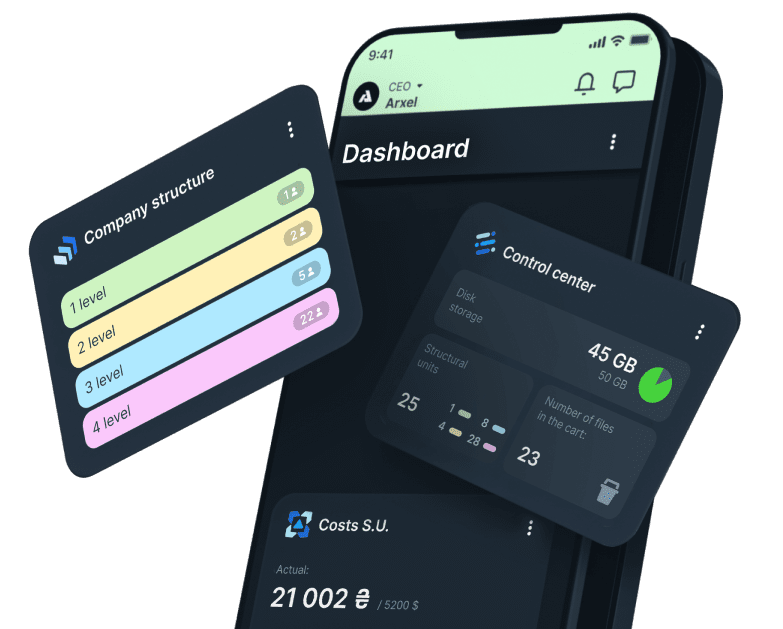 9:41
CEO
Arxel
Dashboard
Company structure
1 level
1
2 level
2
3 level
5
4 level
22
Control center
Disk
storage
45 GB
50 GB
Structural
units
25
1
8
4
28
Number of files
in the cart:
23
Costs S.U.
Actual:
21 002 ₴ / 5200 $